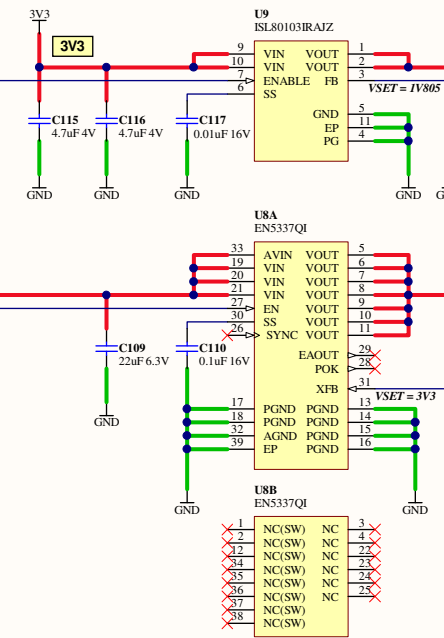 3V3
3V3
U9
ISL80103IRAJZ
9 VIN VOUT 1
10 VIN VOUT 2
7 ENABLE FB 3
6 SS
VSET = 1V805
GND 5
EP 11
PG 4
C115
4.7uF 4V
C116
4.7uF 4V
C117
0.01uF 16V
GND
GND
GND
GND
G
U8A
EN5337QI
33 AVIN VOUT 5
19 VIN VOUT 6
20 VIN VOUT 7
21 VIN VOUT 8
27 EN VOUT 9
30 SS VOUT 10
26 SYNC VOUT 11
EAOUT 29
POK 28
XFB 31
VSET = 3V3
C109
22uF 6.3V
C110
0.1uF 16V
17 PGND PGND 13
18 PGND PGND 14
32 AGND PGND 15
39 EP PGND 16
GND
GND
GND
U8B
EN5337QI
1 NC(SW) NC 3
2 NC(SW) NC 4
12 NC(SW) NC 22
34 NC(SW) NC 23
35 NC(SW) NC 24
36 NC(SW) NC 25
37 NC(SW)
38 NC(SW)